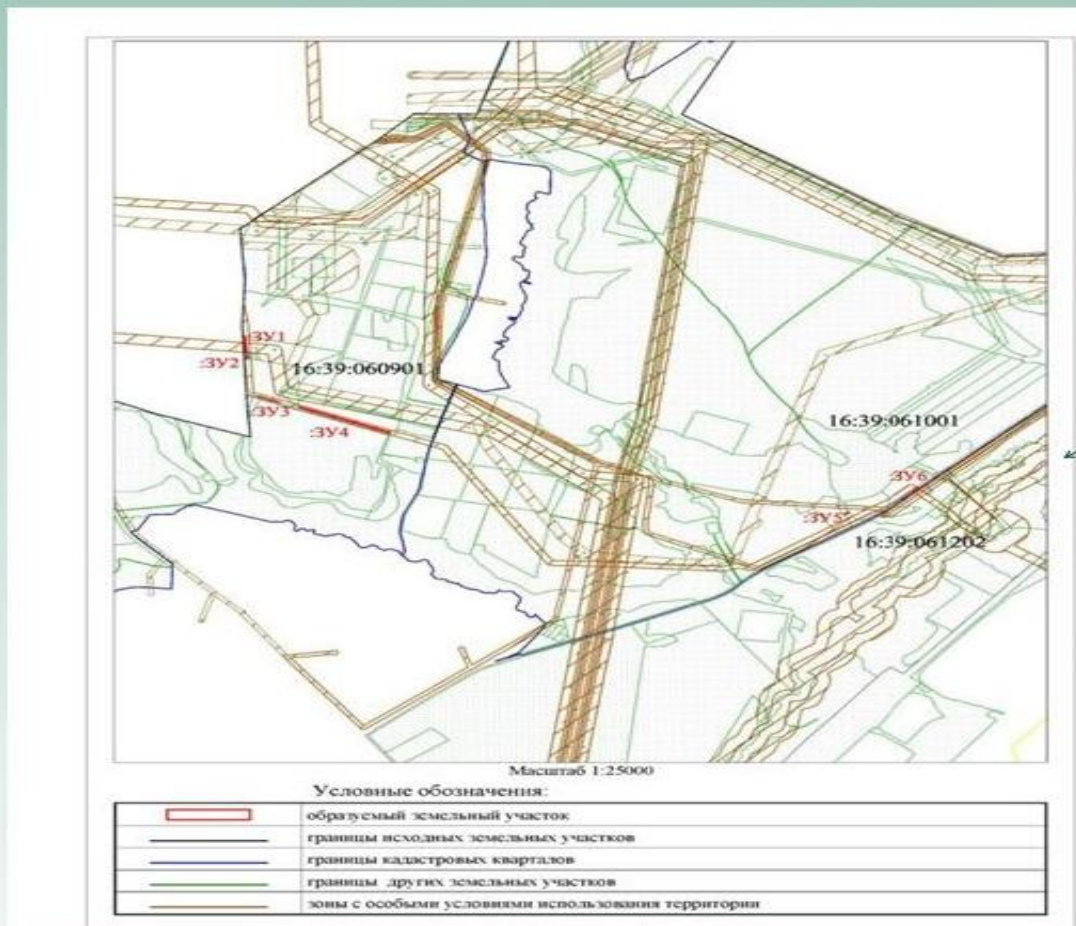 :ЗУ1
:ЗУ2
16:39:060901
:ЗУ3
:ЗУ4
16:39:061001
:ЗУ6
:ЗУ5
16:39:061202
Масштаб 1:25000
Условные обозначения:
образуемый земельный участок
границы исходных земельных участков
границы кадастровых кварталов
границы других земельных участков
зоны с особыми условиями использования территории